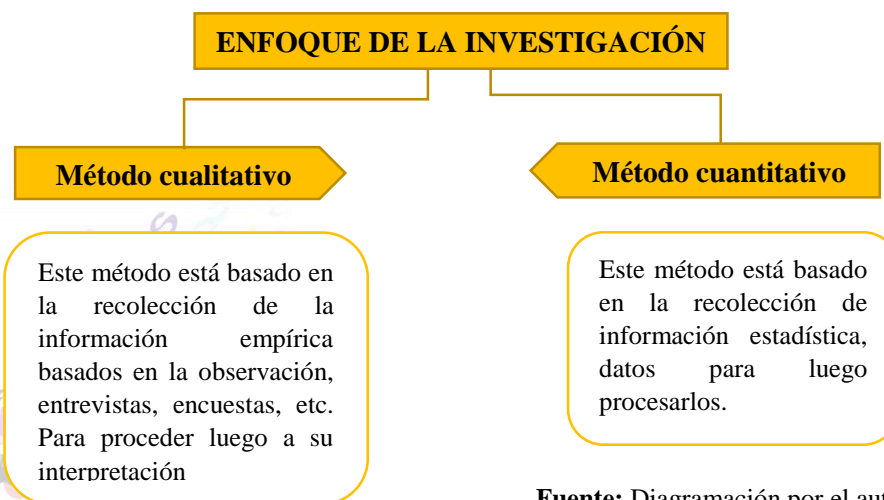 ENFOQUE DE LA INVESTIGACIÓN
Método cualitativo
Método cuantitativo
Este método está basado en
la recolección de la
información empírica
basados en la observación,
entrevistas, encuestas, etc.
Para proceder luego a su
interpretación
Este método está basado
en la recolección de
información estadística,
datos para luego
procesarlos.
Fuente: Diagramación por el